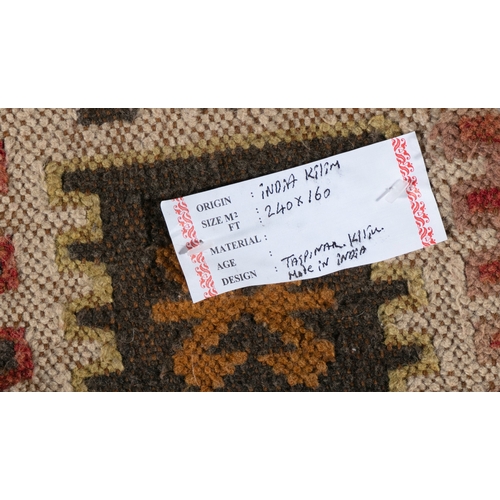 ORIGIN : iNDiA Kilim
SIZE M² FT : 240 x 160
MATERIAL :
AGE :
DESIGN : TASPiNAR. Kilim.
Made in iNDiA